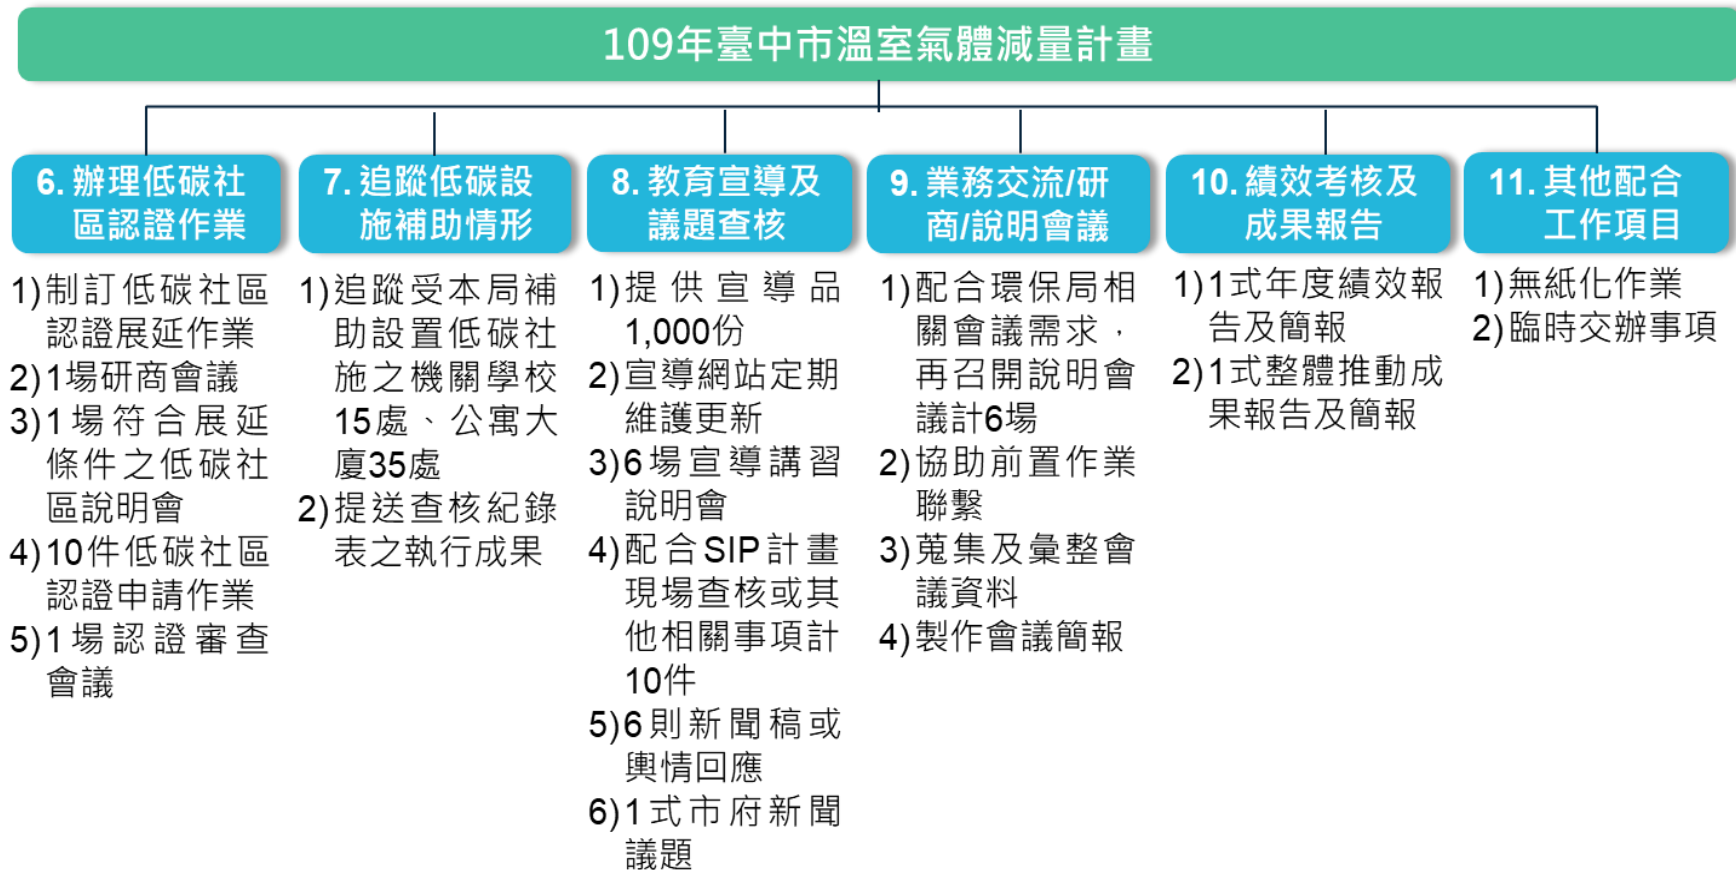 109年臺中市溫室氣體減量計畫
6. 辦理低碳社
區認證作業
1)制訂低碳社區
認證展延作業
2)1場研商會議
3)1場符合展延
條件之低碳社
區說明會
4)10件低碳社區
認證申請作業
5)1場認證審查
會議
7. 追蹤低碳設
施補助情形
1)追蹤受本局補
助設置低碳社
施之機關學校
15處、公寓大
廈35處
2)提送查核紀錄
表之執行成果
8. 教育宣導及
議題查核
1)提供宣導品
1,000份
2)宣導網站定期
維護更新
3)6場宣導講習
說明會
4)配合SIP計畫
現場查核或其
他相關事項計
10件
5)6則新聞稿或
輿情回應
6)1式市府新聞
議題
9. 業務交流/研
商/說明會議
1)配合環保局相
關會議需求，
再召開說明會
議計6場
2)協助前置作業
聯繫
3)蒐集及彙整會
議資料
4)製作會議簡報
10. 績效考核及
成果報告
1)1式年度績效報
告及簡報
2)1式整體推動成
果報告及簡報
11. 其他配合
工作項目
1)無紙化作業
2)臨時交辦事項